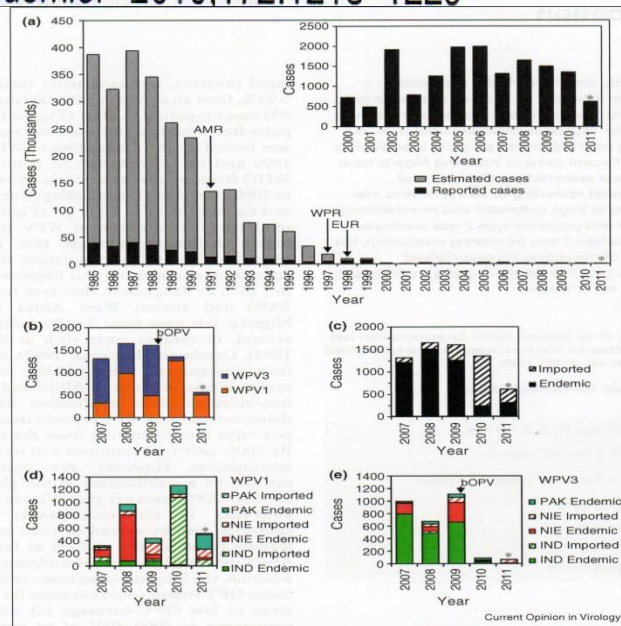 (a)
450
400
350
300
250
200
150
100
50
0
Cases (Thousands)
AMR
WPR
EUR
1985
1986
1987
1988
1989
1990
1991
1992
1993
1994
1995
1996
1997
1998
1999
2000
2001
2002
2003
2004
2005
2006
2007
2008
2009
2010
2011
*
Year
2500
2000
1500
1000
500
0
Cases
2000
2001
2002
2003
2004
2005
2006
2007
2008
2009
2010
2011
*
Year
Estimated cases
Reported cases
(b)
bOPV
2000
1500
1000
500
0
Cases
WPV3
WPV1
*
2007
2008
2009
2010
2011
Year
(c)
2000
1500
1000
500
0
Cases
Imported
Endemic
*
2007
2008
2009
2010
2011
Year
(d)
WPV1
1400
1200
1000
800
600
400
200
0
Cases
PAK Imported
PAK Endemic
NIE Imported
NIE Endemic
IND Imported
IND Endemic
*
2007
2008
2009
2010
2011
Year
(e)
bOPV
WPV3
1400
1200
1000
800
600
400
200
0
Cases
PAK Endemic
NIE Imported
NIE Endemic
IND Imported
IND Endemic
*
2007
2008
2009
2010
2011
Year
Current Opinion in Virology